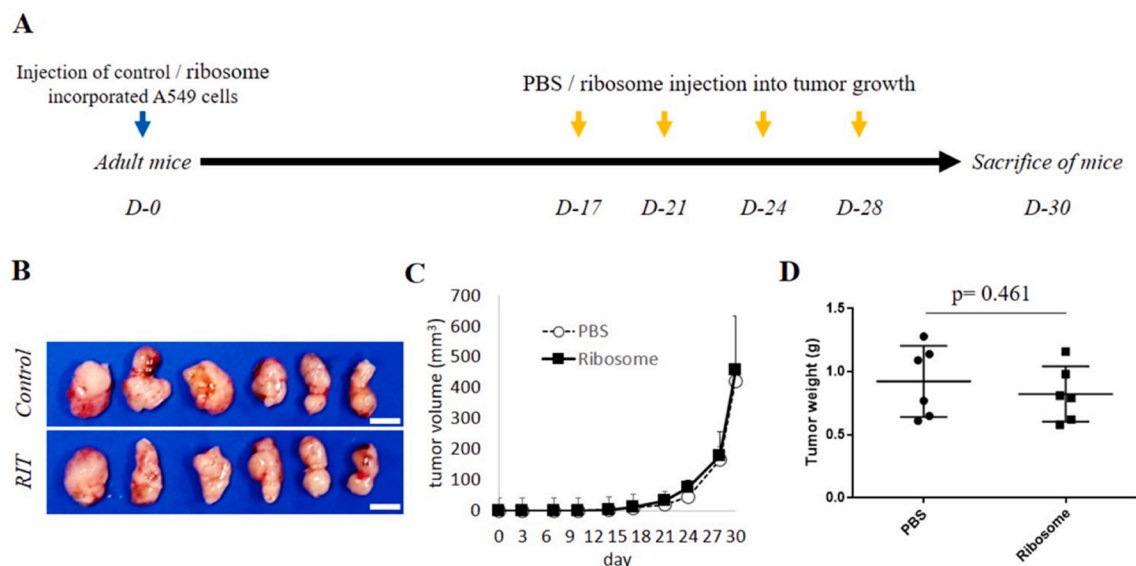 A
Injection of control / ribosome
incorporated A549 cells
PBS / ribosome injection into tumor growth
Adult mice
Sacrifice of mice
D-0
D-17
D-21
D-24
D-28
D-30
B
Control
RIT
C
tumor volume (mm³)
700
600
500
400
300
200
100
0
PBS
Ribosome
0 3 6 9 12 15 18 21 24 27 30
day
D
p= 0.461
Tumor weight (g)
1.5
1.0
0.5
0.0
PBS
Ribosome